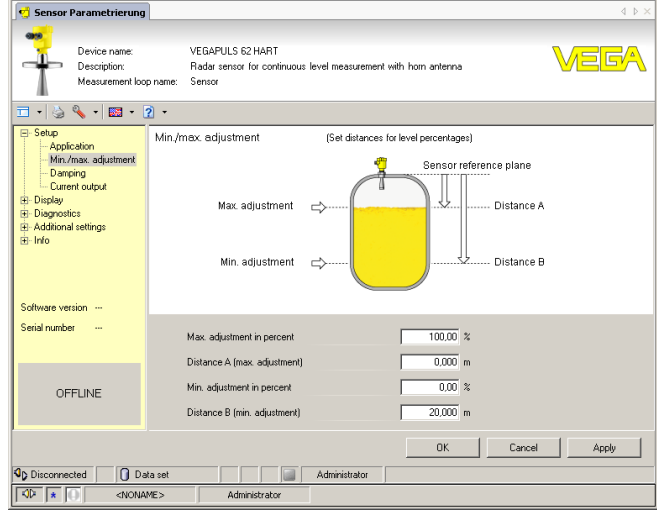 Sensor Parametrierung
Device name: VEGAPULS 62 HART
Description: Radar sensor for continuous level measurement with horn antenna
Measurement loop name: Sensor
VEGA
Setup
Application
Min./max. adjustment
Damping
Current output
Display
Diagnostics
Additional settings
Info
Software version ---
Serial number ---
OFFLINE
Min./max. adjustment (Set distances for level percentages)
Sensor reference plane
Max. adjustment Distance A
Min. adjustment Distance B
Max. adjustment in percent 100,00 %
Distance A (max. adjustment) 0,000 m
Min. adjustment in percent 0,00 %
Distance B (min. adjustment) 20,000 m
OK Cancel Apply
Disconnected Data set Administrator
<NONAME> Administrator